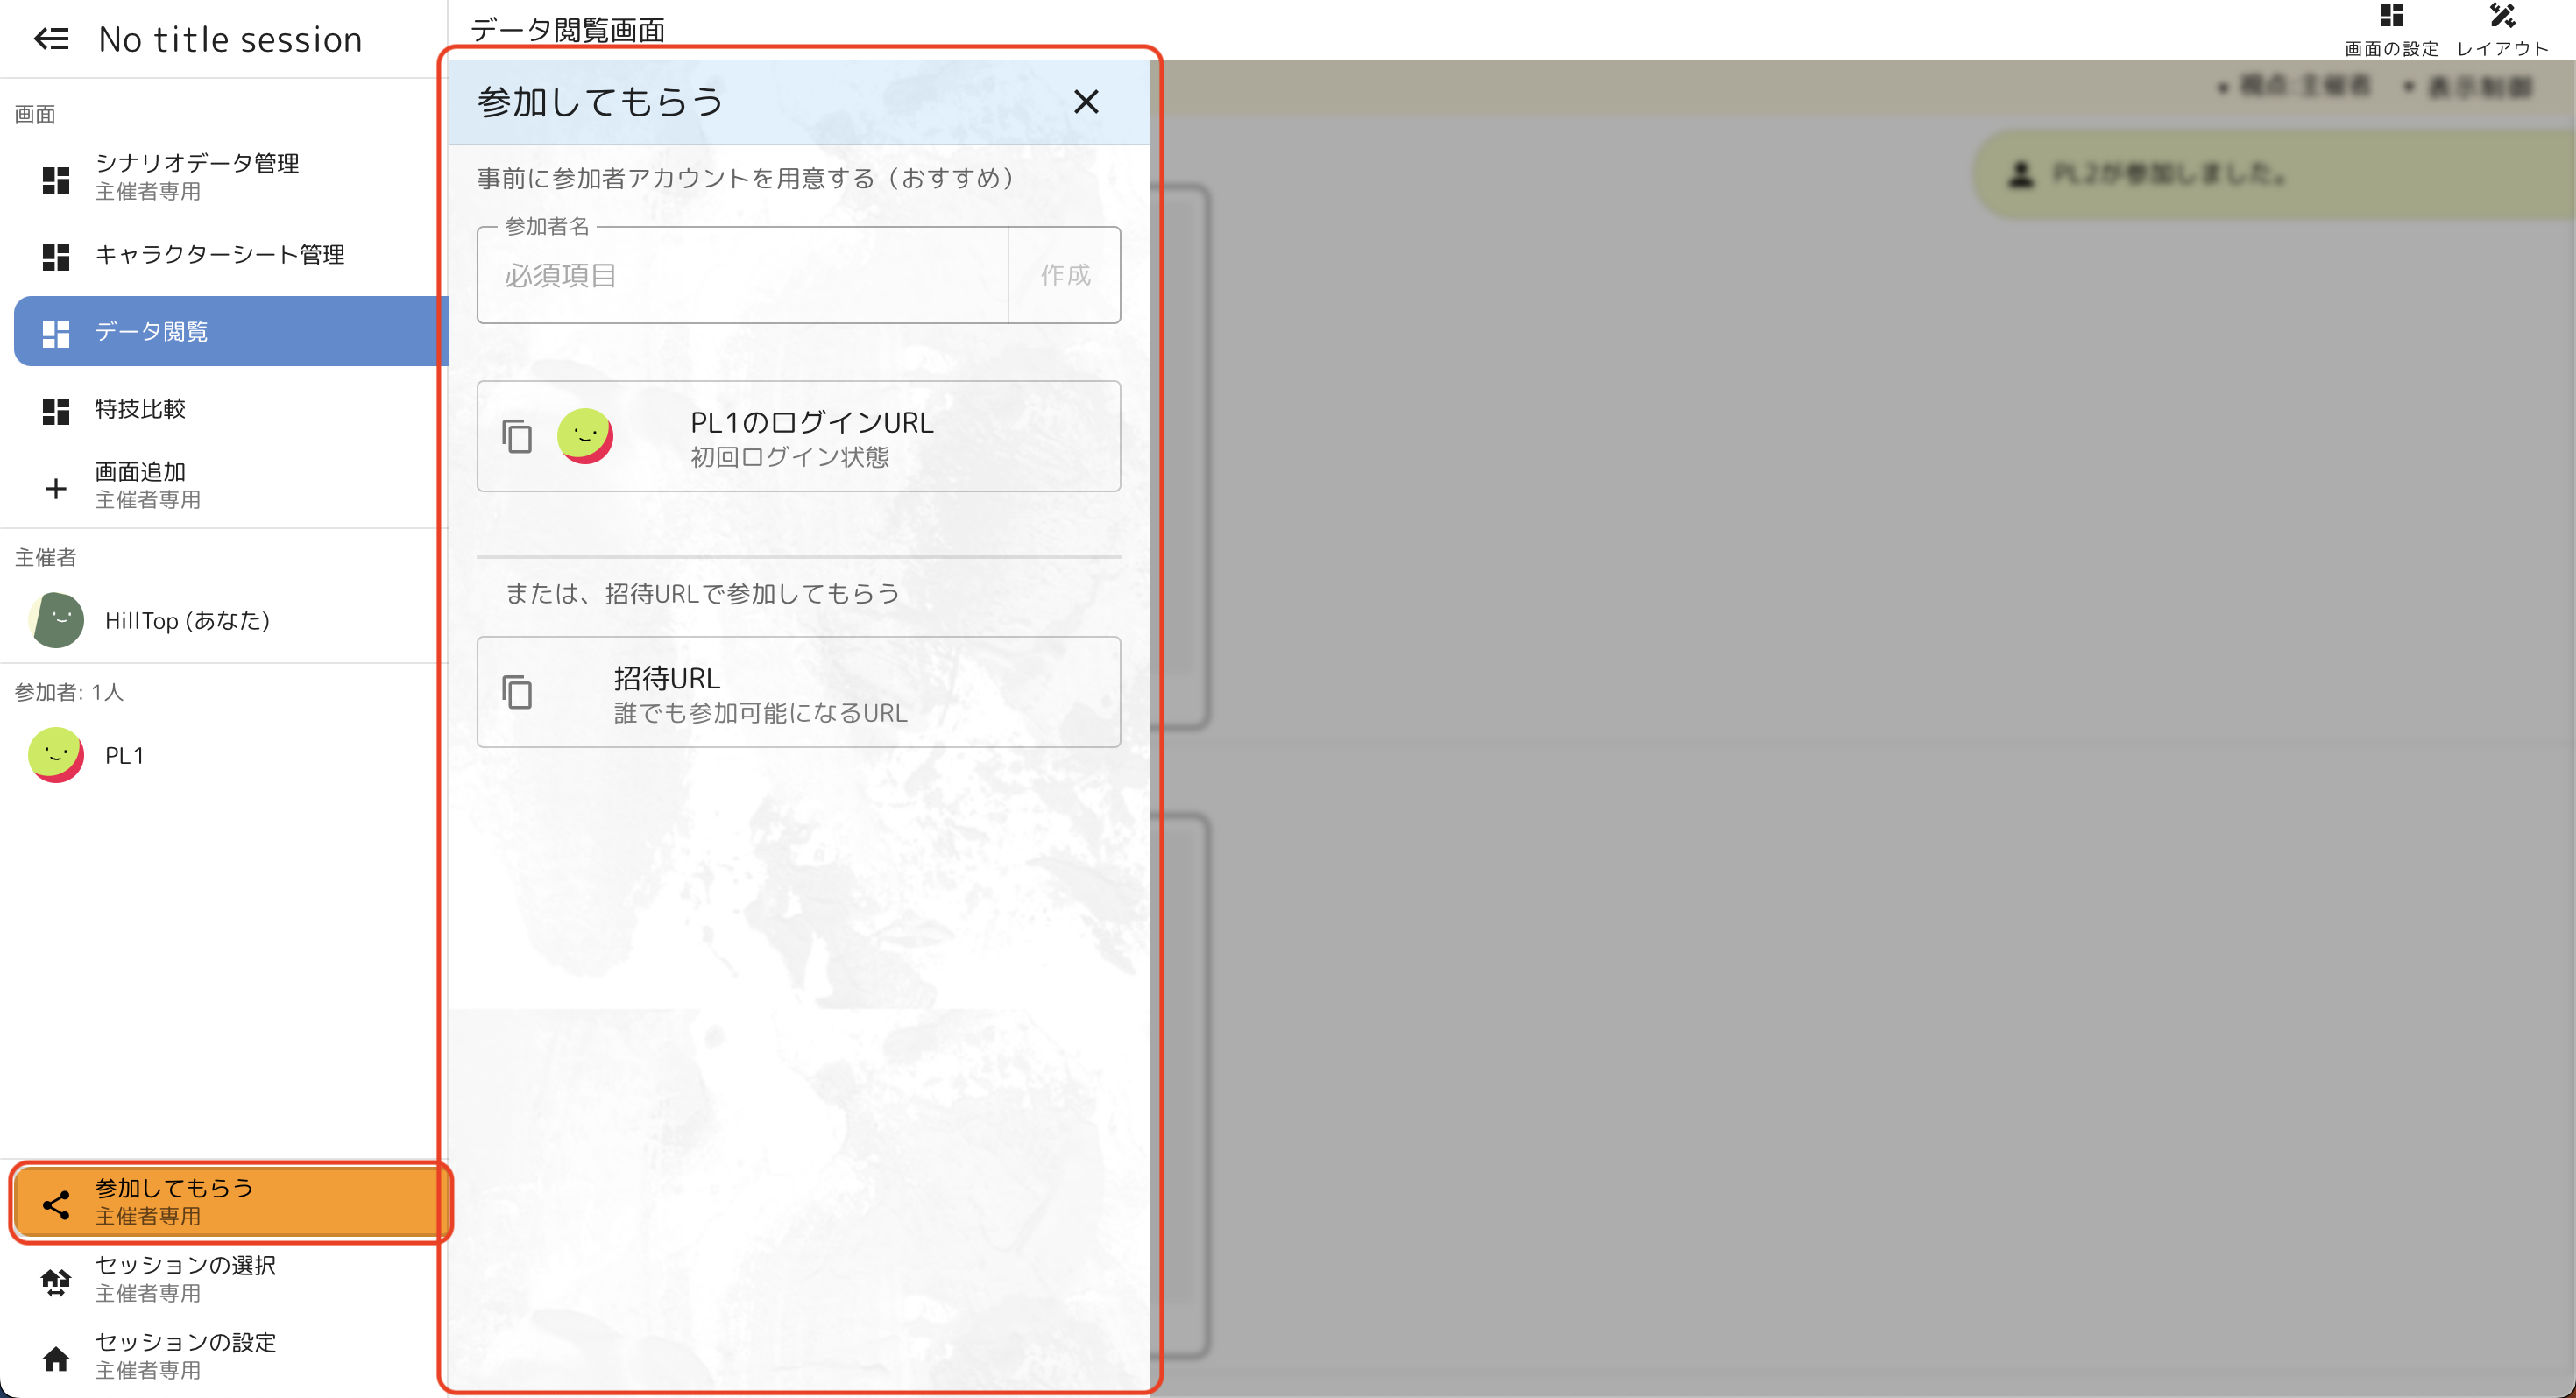 No title session
画面
シナリオデータ管理
主催者専用
キャラクターシート管理
データ閲覧
特技比較
画面追加
主催者専用
主催者
HillTop (あなた)
参加者: 1人
PL1
参加してもらう
主催者専用
セッションの選択
主催者専用
セッションの設定
主催者専用
データ閲覧画面
画面の設定
レイアウト
参加してもらう
事前に参加者アカウントを用意する（おすすめ）
参加者名
必須項目
作成
PL1のログインURL
初回ログイン状態
または、招待URLで参加してもらう
招待URL
誰でも参加可能になるURL
視点:主催者
表示制御
PL2が参加しました。